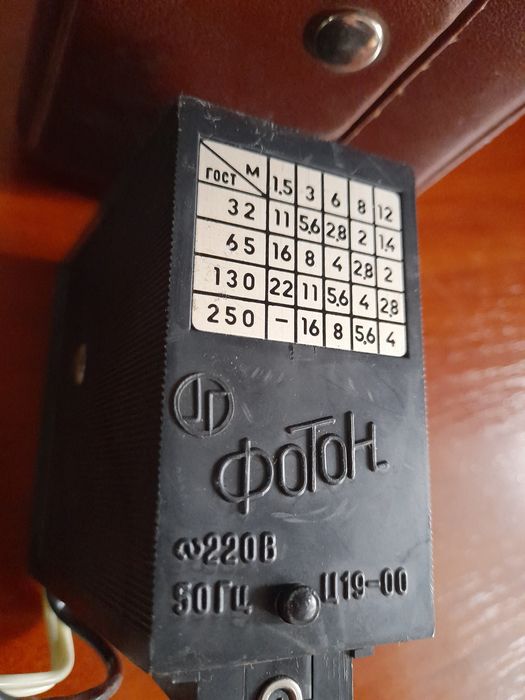 ГОСТ М 1,5 3 6 8 12
32 11 5,6 2,8 2 1,4
65 16 8 4 2,8 2
130 22 11 5,6 4 2,8
250 – 16 8 5,6 4
ФОТОН
~220В
50Гц Ц19-00